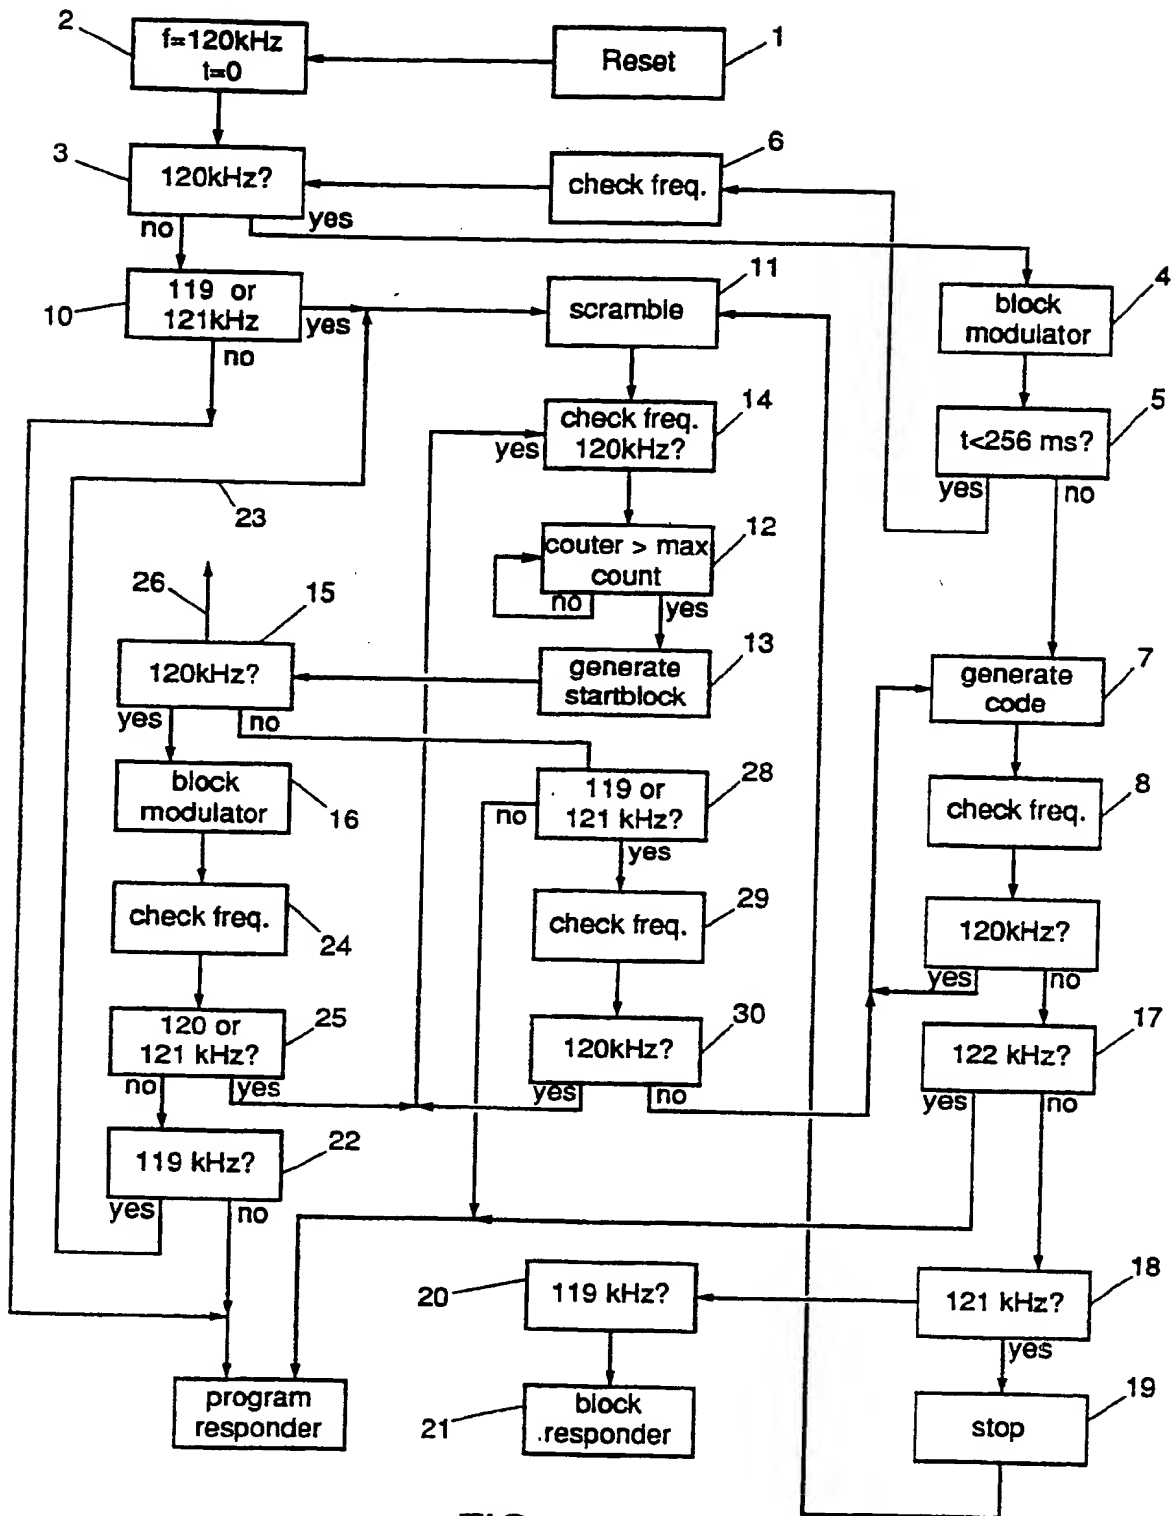 2
f=120kHz
t=0
Reset
1
3
120kHz?
no
yes
check freq.
6
10
119 or
121kHz
yes
no
scramble
11
block
modulator
4
check freq.
120kHz?
yes
14
t<256 ms?
yes
no
5
23
couter > max
count
no
yes
12
26
15
120kHz?
yes
no
generate
startblock
13
generate
code
7
block
modulator
16
119 or
121 kHz?
no
yes
28
check freq.
8
check freq.
24
check freq.
29
120kHz?
yes
no
120 or
121 kHz?
no
yes
25
120kHz?
yes
no
30
122 kHz?
yes
no
17
119 kHz?
yes
no
22
20
119 kHz?
121 kHz?
yes
18
program
responder
21
block
.responder
stop
19